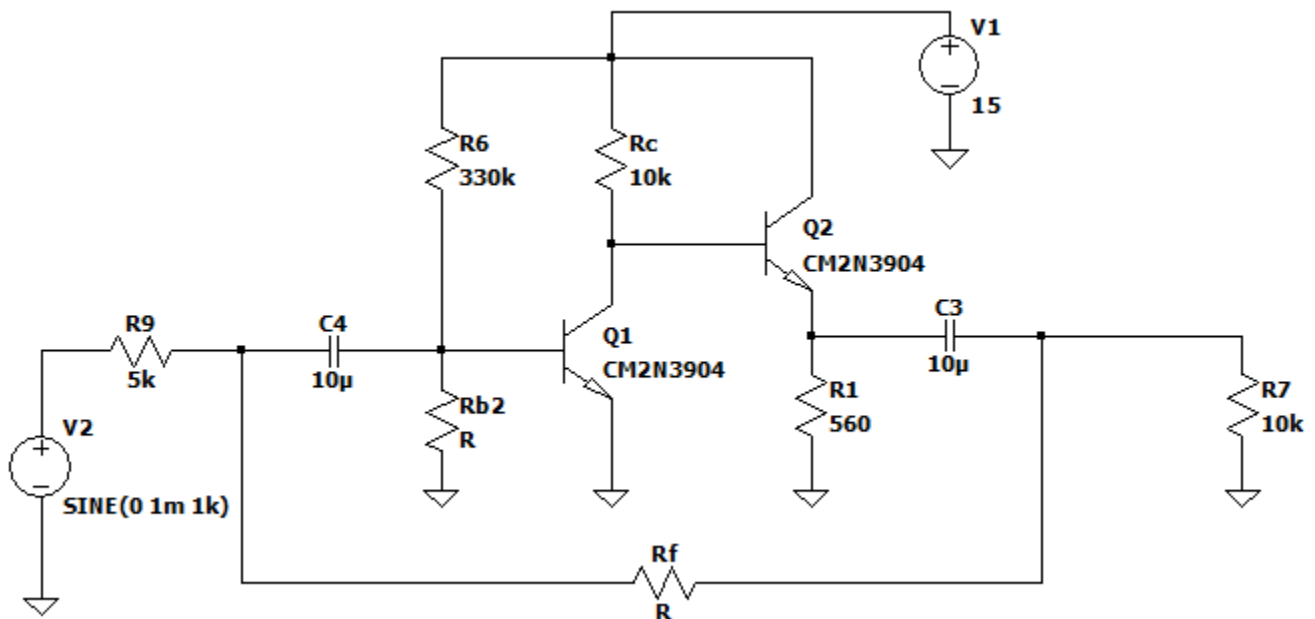 V1
15
R6
330k
Rc
10k
Q2
CM2N3904
R9
5k
C4
10µ
Q1
CM2N3904
C3
10µ
Rb2
R
R1
560
R7
10k
V2
SINE(0 1m 1k)
Rf
R